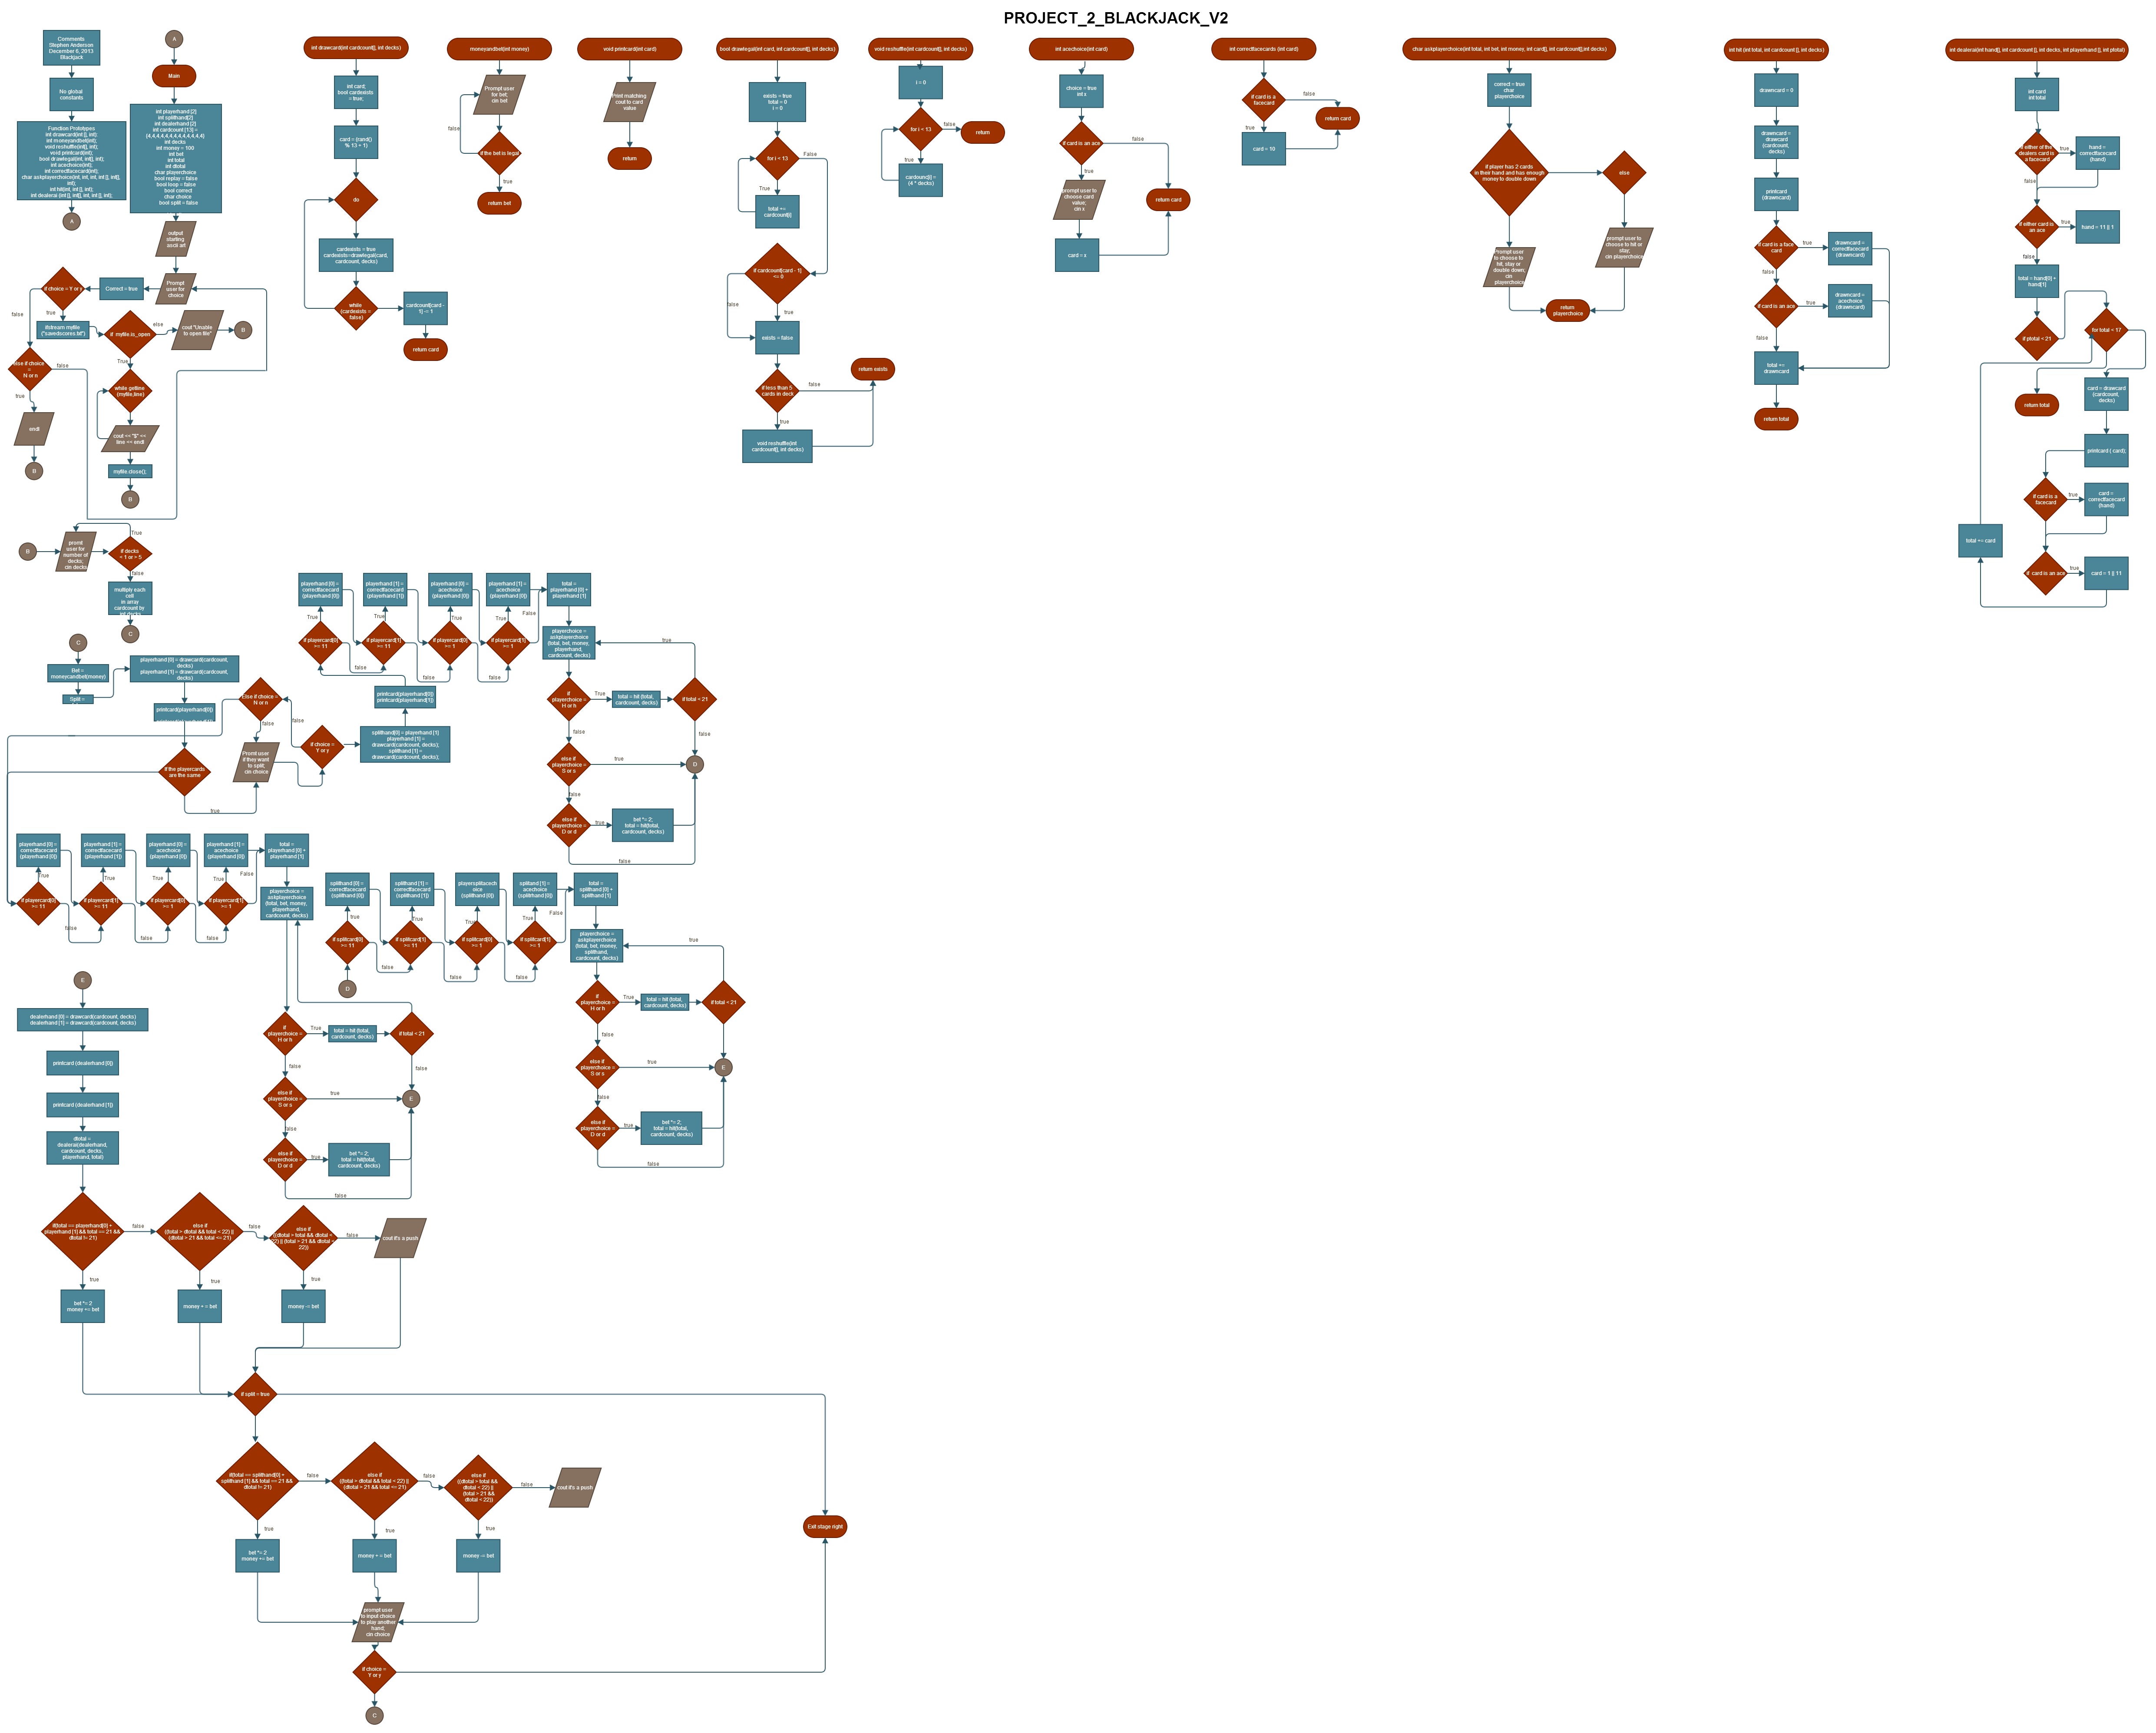 PROJECT_2_BLACKJACK_V2
Comments
Stephen Anderson
December 6, 2013
Blackjack
No global
constants
Function Prototypes
int drawcard(int [], int);
int moneyandbet(int);
void reshuffle(int[], int);
void printcard(int);
bool drawlegal(int, int[], int);
int acechoice(int);
int correctfacecard(int);
char askplayerchoice(int, int, int, int [], int[],
int);
int hit(int, int [], int);
int dealerai (int [], int[], int, int [], int);
A
A
Main
int playerhand [2]
int splithand[2]
int dealerhand [2]
int cardcount [13] =
{4,4,4,4,4,4,4,4,4,4,4,4,4}
int decks
int money = 100
int bet
int total
int dtotal
char playerchoice
bool replay = false
bool loop = false
bool correct
char choice
bool split = false
output
starting
ascii art
Prompt
user for
choice
Correct = true
if choice = Y or s
true
false
ifstream myfile
("savedscores.txt")
if myfile.is_open
else
cout "Unable
to open file"
B
True
while getline
(myfile,line)
cout << "$" <<
line << endl
myfile.close();
B
else if choice
=
N or n
false
true
endl
B
B
promt
user for
number of
decks;
cin decks
True
if decks
< 1 or > 5
false
multiply each
cell
in array
cardcount by
int decks
C
int drawcard(int cardcount[], int decks)
int card;
bool cardexists
= true;
card = (rand()
% 13 + 1)
do
cardexists = true
cardexists=drawlegal(card,
cardcount, decks)
while
(cardexists =
false)
cardcount[card -
1] -= 1
return card
moneyandbet(int money)
Prompt user
for bet;
cin bet
false
if the bet is legal
true
return bet
void printcard(int card)
Print matching
cout to card
value
return
bool drawlegal(int card, int cardcount[], int decks)
exists = true
total = 0
i = 0
for i < 13
False
True
total +=
cardcount[i]
if cardcount[card - 1]
<= 0
false
true
exists = false
if less than 5
cards in deck
false
return exists
true
void reshuffle(int
cardcount[], int decks)
void reshuffle(int cardcount[], int decks)
i = 0
for i < 13
false
return
true
cardounc[i] =
(4 * decks)
int acechoice(int card)
choice = true
int x
if card is an ace
false
true
prompt user to
choose card
value;
cin x
card = x
return card
int correctfacecards (int card)
if card is a
facecard
false
return card
true
card = 10
char askplayerchoice(int total, int bet, int money, int card[], int cardcount[],int decks)
correct = true
char
playerchoice
if player has 2 cards
in their hand and has enough
money to double down
else
Prompt user
to choose to
hit, stay or
double down;
cin
playerchoice
prompt user to
choose to hit or
stay;
cin playerchoice
return
playerchoice
int hit (int total, int cardcount [], int decks)
drawncard = 0
drawncard =
drawcard
(cardcount,
decks)
printcard
(drawncard)
if card is a face
card
true
drawncard =
correctfacecard
(drawncard)
false
if card is an ace
true
drawncard =
acechoice
(drawncard)
false
total +=
drawncard
return total
int dealerai(int hand[], int cardcount [], int decks, int playerhand [], int ptotal)
int card
int total
if either of the
dealers card is
a facecard
true
hand =
correctfacecard
(hand)
false
if either card is
an ace
true
hand = 11 || 1
false
total = hand[0] +
hand[1]
if ptotal < 21
for total < 17
return total
card = drawcard
(cardcount,
decks)
printcard ( card);
if card is a
facecard
true
card =
correctfacecard
(hand)
total += card
if card is an ace
true
card = 1 || 11
C
Bet =
moneycandbet(money)
Split =
playerhand [0] = drawcard(cardcount,
decks)
playerhand [1] = drawcard(cardcount,
decks)
printcard(playerhand[0])
if the playercards
are the same
true
Promt user
if they want
to split;
cin choice
Else if choice =
N or n
false
false
if choice =
Y or y
splithand[0] = playerhand [1]
playerhand [1] =
drawcard(cardcount, decks);
splithand [1] =
drawcard(cardcount, decks);
printcard(playerhand[0])
printcard(playerhand[1])
playerhand [0] =
correctfacecard
(playerhand [0])
playerhand [1] =
correctfacecard
(playerhand [1])
playerhand [0] =
acechoice
(playerhand [0])
playerhand [1] =
acechoice
(playerhand [0])
total =
playerhand [0] +
playerhand [1]
True
True
True
True
False
if playercard[0]
>= 11
if playercard[1]
>= 11
if playercard[0]
>= 1
if playercard[1]
>= 1
false
false
false
playerchoice =
askplayerchoice
(total, bet, money,
playerhand,
cardcount, decks)
true
if
playerchoice =
H or h
True
total = hit (total,
cardcount, decks)
if total < 21
false
false
else if
playerchoice =
S or s
true
D
false
else if
playerchoice =
D or d
true
bet *= 2;
total = hit(total,
cardcount, decks)
false
playerhand [0] =
correctfacecard
(playerhand [0])
playerhand [1] =
correctfacecard
(playerhand [1])
playerhand [0] =
acechoice
(playerhand [0])
playerhand [1] =
acechoice
(playerhand [0])
total =
playerhand [0] +
playerhand [1]
True
True
True
True
False
if playercard[0]
>= 11
if playercard[1]
>= 11
if playercard[0]
>= 1
if playercard[1]
>= 1
false
false
false
playerchoice =
askplayerchoice
(total, bet, money,
playerhand,
cardcount, decks)
if
playerchoice =
H or h
True
total = hit (total,
cardcount, decks)
if total < 21
false
false
else if
playerchoice =
S or s
true
E
false
else if
playerchoice =
D or d
true
bet *= 2;
total = hit(total,
cardcount, decks)
false
splithand [0] =
correctfacecard
(splithand [0])
splithand [1] =
correctfacecard
(splithand [1])
playersplitacech
oice
(splithand [0])
splitand [1] =
acechoice
(splithand [0])
total =
splithand [0] +
splithand [1]
true
True
True
True
False
if splitcard[0]
>= 11
if splitcard[1]
>= 11
if splitcard[0]
>= 1
if splitcard[1]
>= 1
false
false
false
D
playerchoice =
askplayerchoice
(total, bet, money,
splithand,
cardcount, decks)
true
if
playerchoice =
H or h
True
total = hit (total,
cardcount, decks)
if total < 21
false
else if
playerchoice =
S or s
true
E
false
else if
playerchoice =
D or d
true
bet *= 2;
total = hit(total,
cardcount, decks)
false
E
dealerhand [0] = drawcard(cardcount, decks)
dealerhand [1] = drawcard(cardcount, decks)
printcard (dealerhand [0])
printcard (dealerhand [1])
dtotal =
dealerai(dealerhand,
cardcount, decks,
playerhand, total)
if(total == playerhand[0] +
playerhand [1] && total == 21 &&
dtotal != 21)
false
else if
((total > dtotal && total < 22) ||
(dtotal > 21 && total <= 21)
false
else if
((dtotal > total && dtotal <
22) || (total > 21 && dtotal <
22))
false
cout it's a push
true
true
true
bet *= 2
money += bet
money + = bet
money -= bet
if split = true
if(total == splithand[0] +
splithand [1] && total == 21 &&
dtotal != 21)
false
else if
((total > dtotal && total < 22) ||
(dtotal > 21 && total <= 21)
false
else if
((dtotal > total &&
dtotal < 22) ||
(total > 21 &&
dtotal < 22))
false
cout it's a push
true
true
true
bet *= 2
money += bet
money + = bet
money -= bet
Exit stage right
prompt user
to input choice
to play another
hand;
cin choice
if choice =
Y or y
C